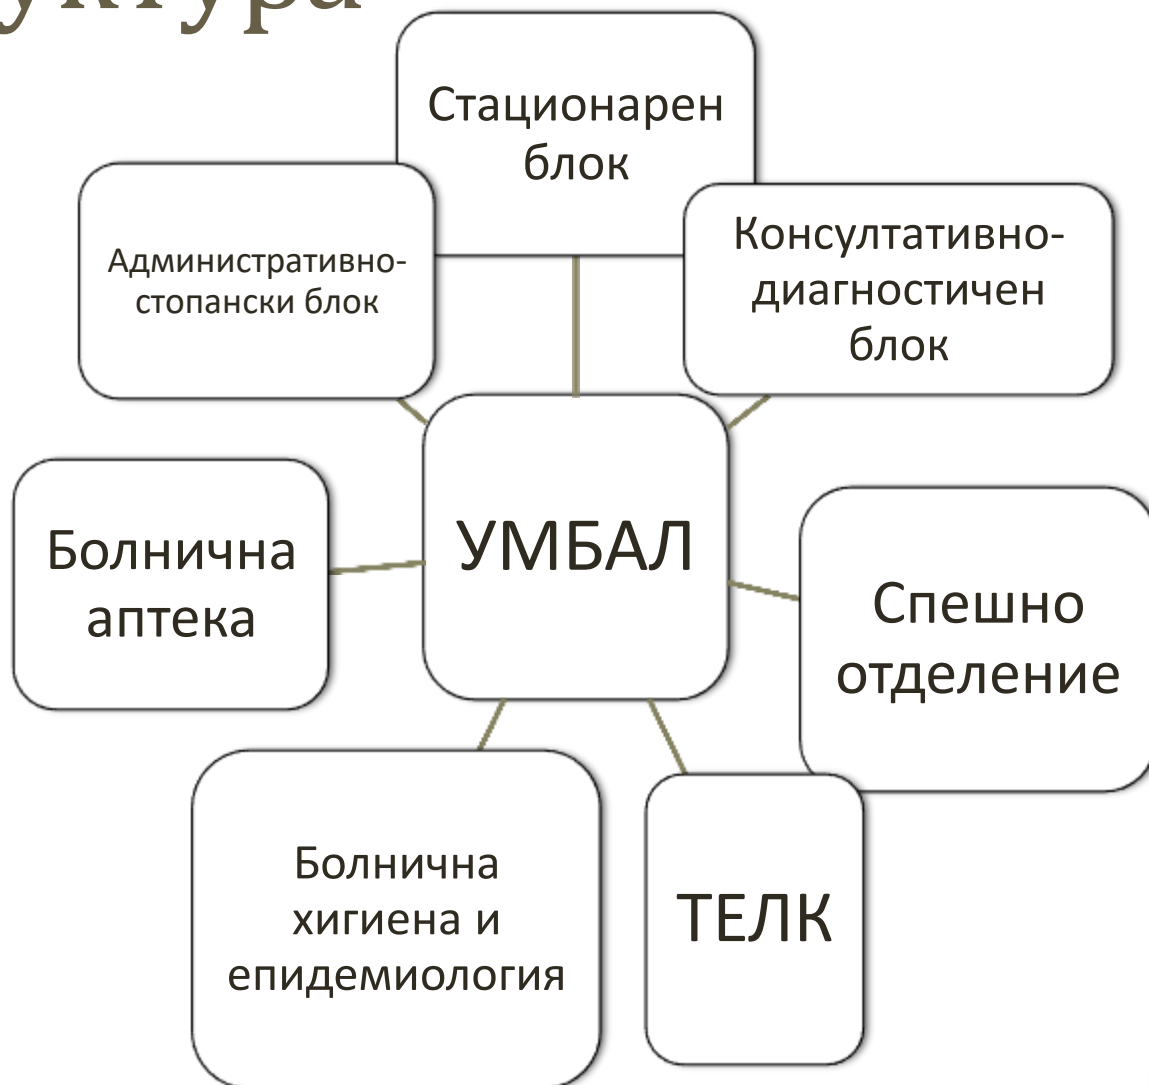 Стационарен
блок
Административно-
стопански блок
Консултативно-
диагностичен
блок
УМБАЛ
Болнична
аптека
Спешно
отделение
Болнична
хигиена и
епидемиология
ТЕЛК